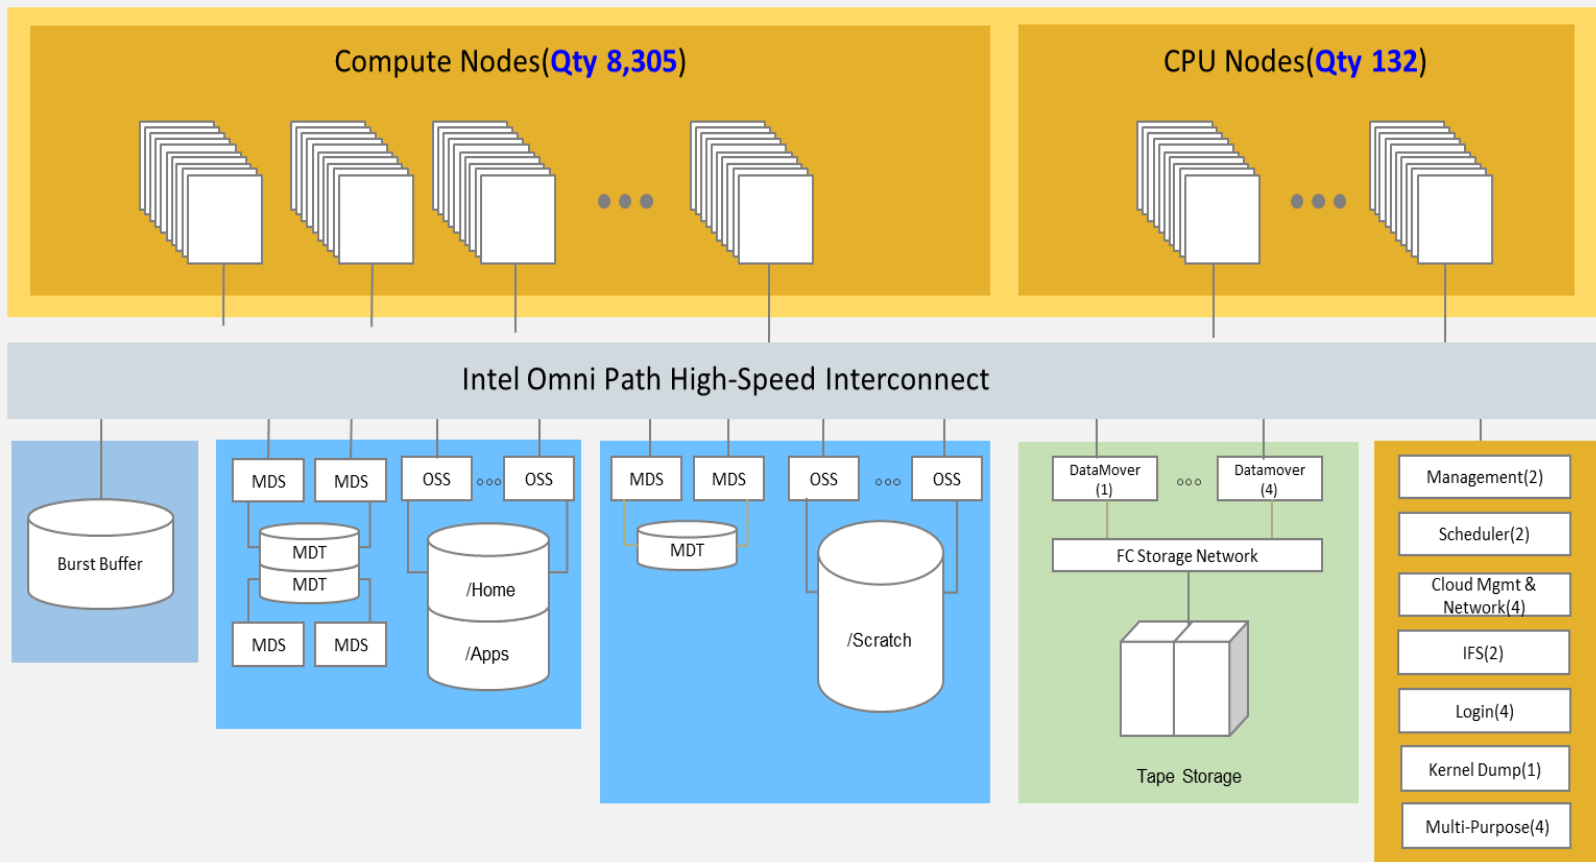 Compute Nodes(Qty 8,305)
CPU Nodes(Qty 132)
Intel Omni Path High-Speed Interconnect
Burst Buffer
MDS
MDS
OSS
OSS
MDT
MDT
MDS
MDS
/Home
/Apps
MDS
MDS
OSS
OSS
MDT
/Scratch
DataMover
(1)
Datamover
(4)
FC Storage Network
Tape Storage
Management(2)
Scheduler(2)
Cloud Mgmt &
Network(4)
IFS(2)
Login(4)
Kernel Dump(1)
Multi-Purpose(4)